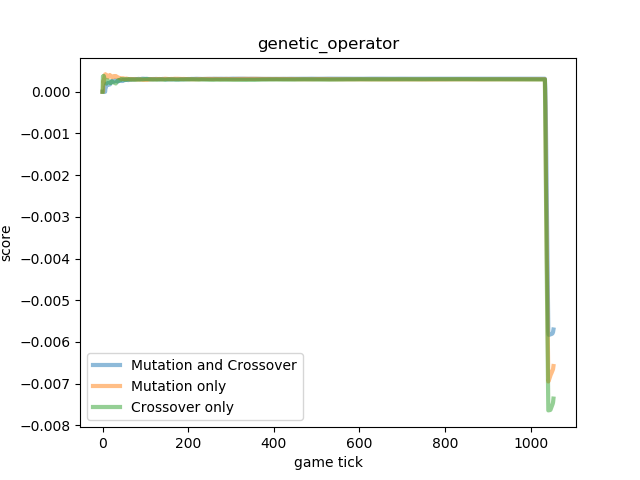 genetic_operator
0.000
−0.001
−0.002
−0.003
−0.004
−0.005
−0.006
−0.007
−0.008
score
Mutation and Crossover
Mutation only
Crossover only
0 200 400 600 800 1000
game tick